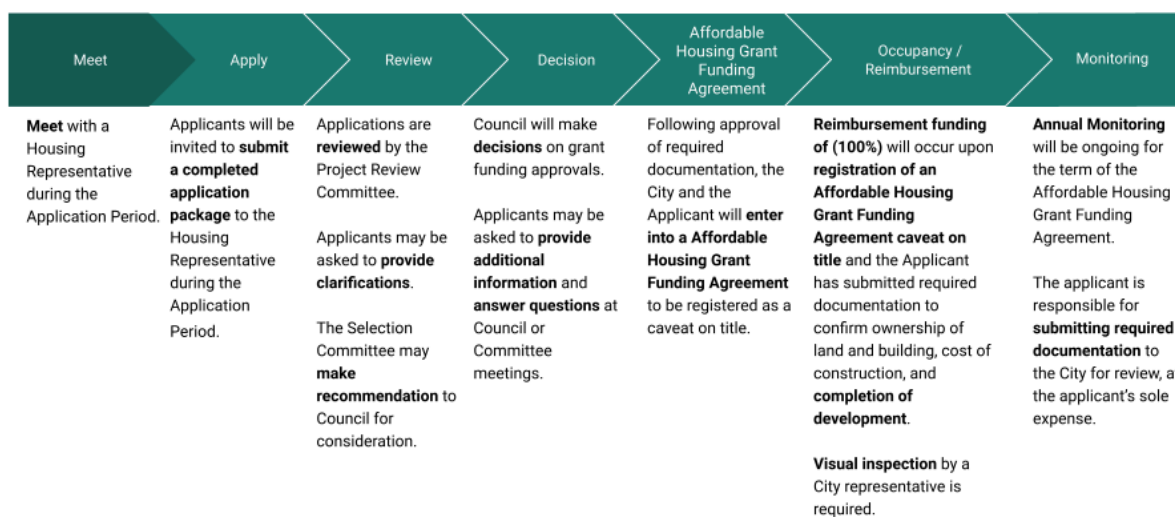 Meet
Apply
Review
Decision
Affordable
Housing Grant
Funding
Agreement
Occupancy /
Reimbursement
Monitoring
Meet with a
Housing
Representative
during the
Application Period.
Applicants will be
invited to submit
a completed
application
package to the
Housing
Representative
during the
Application
Period.
Applications are
reviewed by the
Project Review
Committee.
Applicants may be
asked to provide
clarifications.
The Selection
Committee may
make
recommendation to
Council for
consideration.
Council will make
decisions on grant
funding approvals.
Applicants may be
asked to provide
additional
information and
answer questions at
Council or
Committee
meetings.
Following approval
of required
documentation, the
City and the
Applicant will enter
into a Affordable
Housing Grant
Funding Agreement
to be registered as a
caveat on title.
Reimbursement funding
of (100%) will occur upon
registration of an
Affordable Housing
Grant Funding
Agreement caveat on
title and the Applicant
has submitted required
documentation to
confirm ownership of
land and building, cost of
construction, and
completion of
development.
Visual inspection by a
City representative is
required.
Annual Monitoring
will be ongoing for
the term of the
Affordable Housing
Grant Funding
Agreement.
The applicant is
responsible for
submitting required
documentation to
the City for review, a
the applicant's sole
expense.